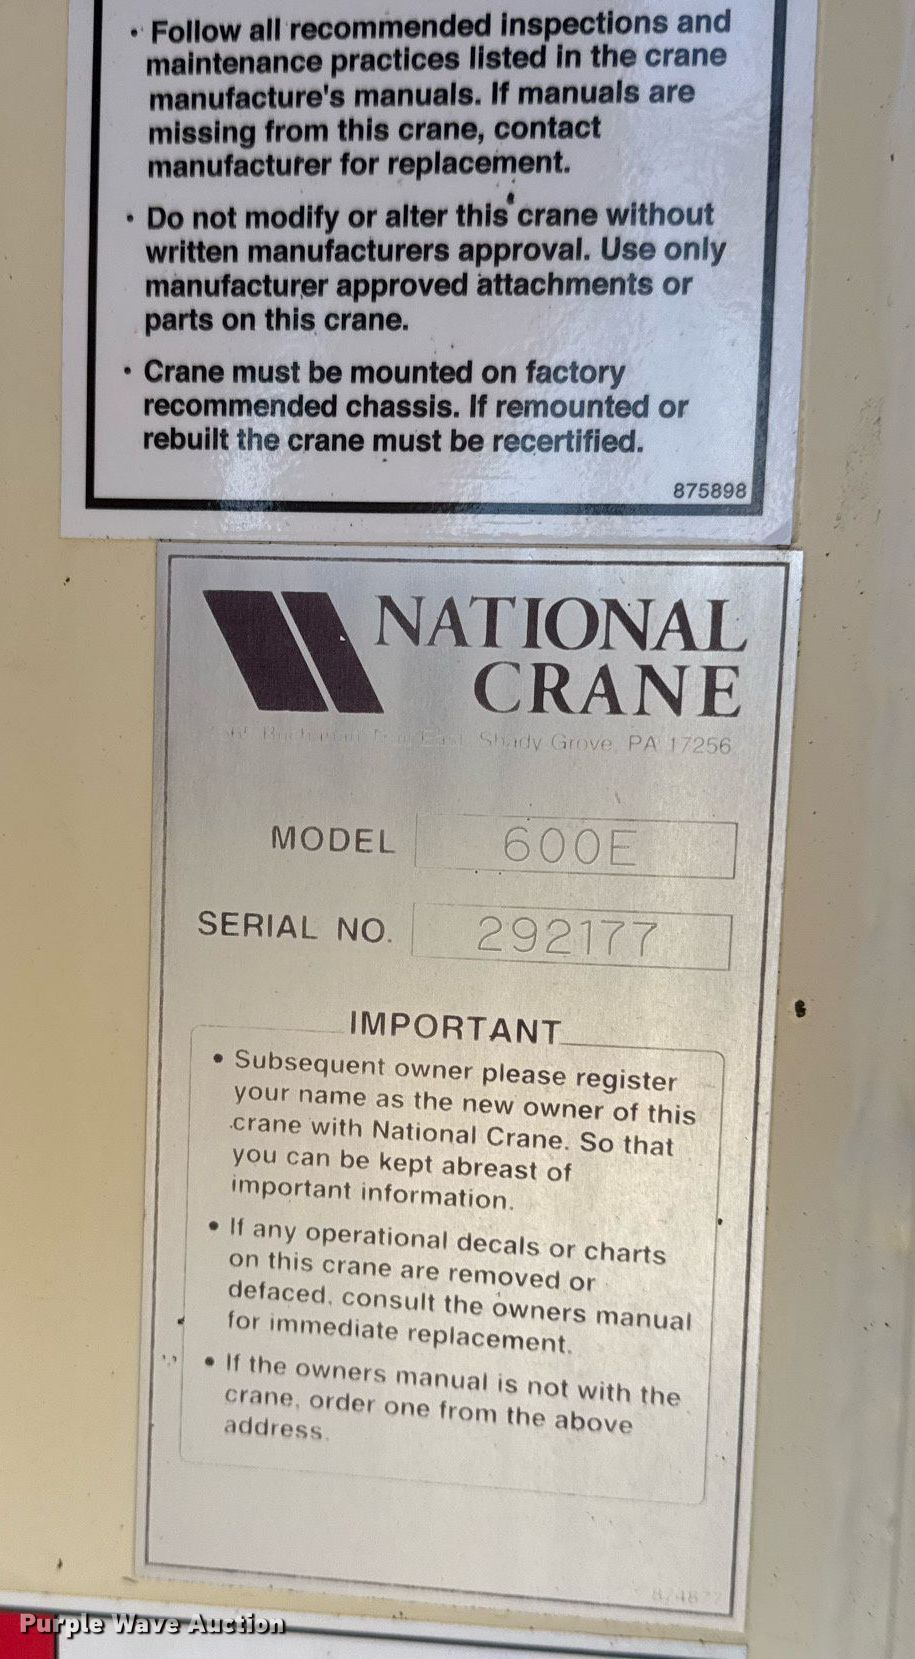 • Follow all recommended inspections and
maintenance practices listed in the crane
manufacture's manuals. If manuals are
missing from this crane, contact
manufacturer for replacement.
• Do not modify or alter this crane without
written manufacturers approval. Use only
manufacturer approved attachments or
parts on this crane.
• Crane must be mounted on factory
recommended chassis. If remounted or
rebuilt the crane must be recertified.
875898
NATIONAL
CRANE
East Shady Grove, PA 17256
MODEL 600E
SERIAL NO. 292177
IMPORTANT
• Subsequent owner please register
your name as the new owner of this
crane with National Crane. So that
you can be kept abreast of
important information.
• If any operational decals or charts
on this crane are removed or
defaced, consult the owners manual
for immediate replacement.
• If the owners manual is not with the
crane, order one from the above
address.
Purple Wave Auction